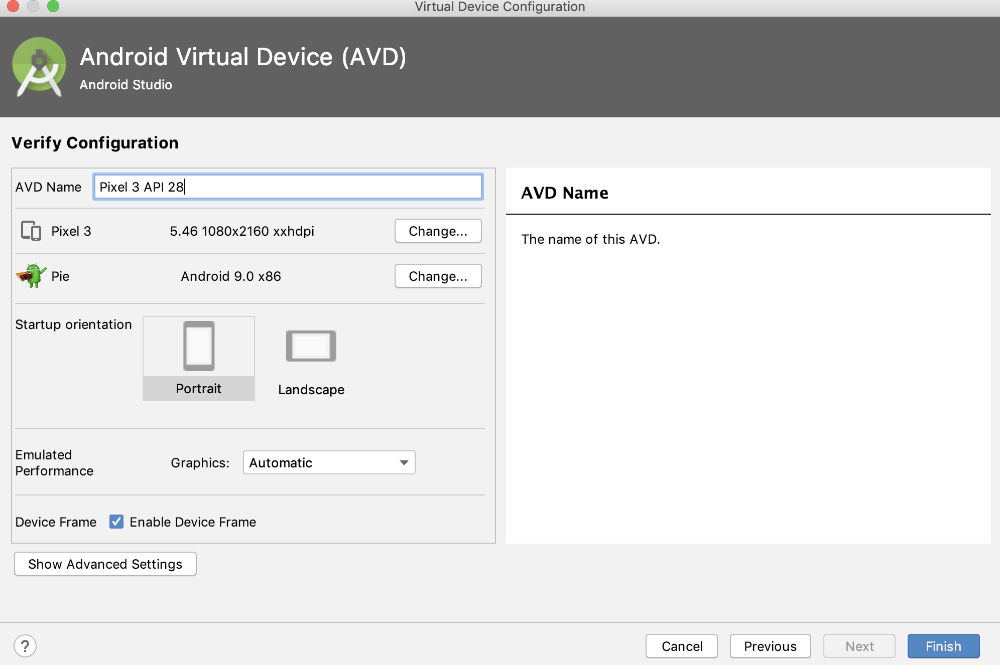 Virtual Device Configuration
Android Virtual Device (AVD)
Android Studio
Verify Configuration
AVD Name Pixel 3 API 28
Pixel 3 5.46 1080x2160 xxhdpi Change...
Pie Android 9.0 x86 Change...
Startup orientation
Portrait Landscape
Emulated
Performance
Graphics: Automatic
Device Frame Enable Device Frame
Show Advanced Settings
AVD Name
The name of this AVD.
? Cancel Previous Next Finish